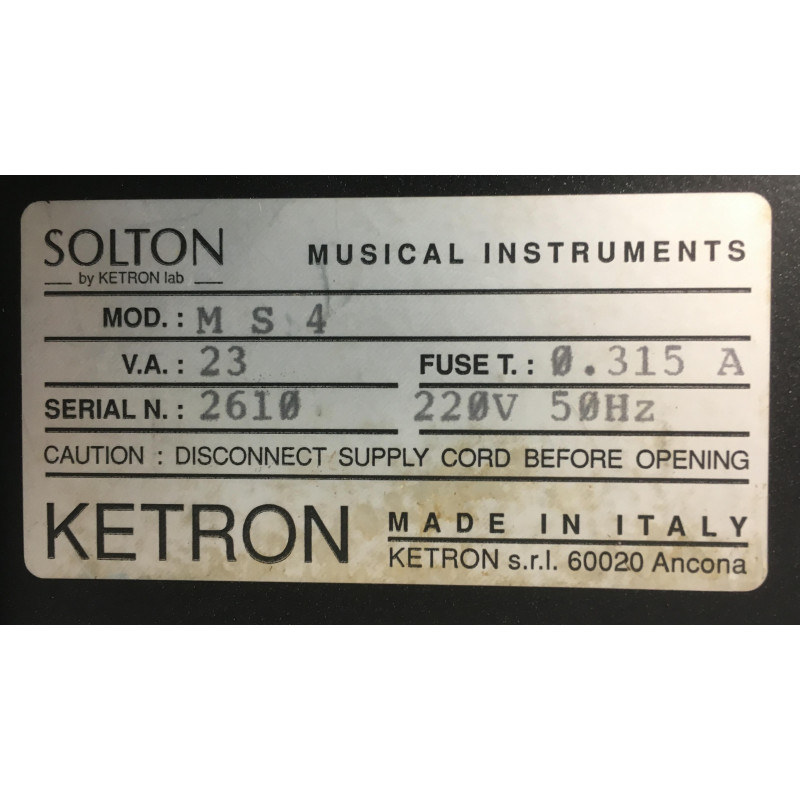 SOLTON MUSICAL INSTRUMENTS
by KETRON lab
MOD. : M S 4
V.A. : 23 FUSE T. : 0.315 A
SERIAL N. : 2610 220V 50Hz
CAUTION : DISCONNECT SUPPLY CORD BEFORE OPENING
KETRON MADE IN ITALY
KETRON s.r.l. 60020 Ancona